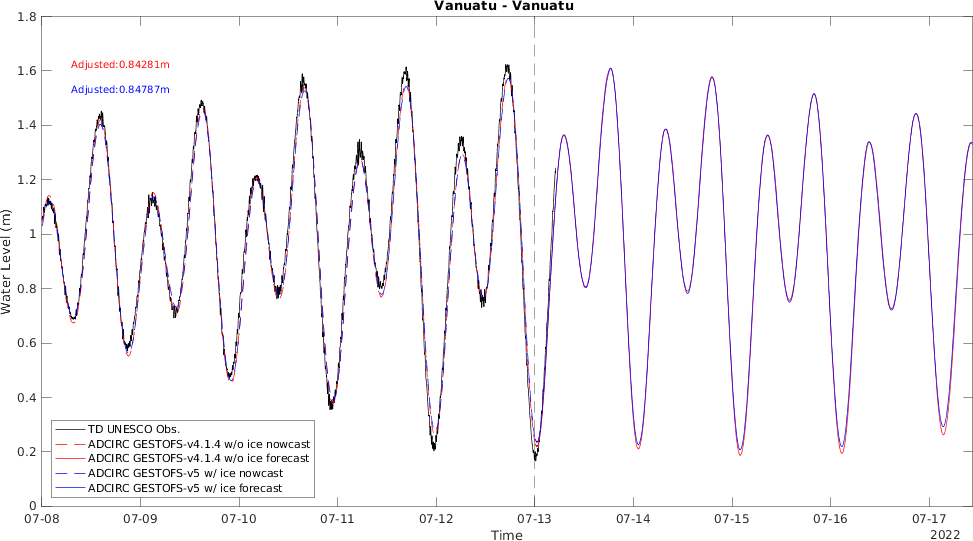 Vanuatu - Vanuatu
1.8
1.6
1.4
1.2
1
0.8
0.6
0.4
0.2
0
Water Level (m)
Adjusted:0.84281m
Adjusted:0.84787m
TD UNESCO Obs.
ADCIRC GESTOFS-v4.1.4 w/o ice nowcast
ADCIRC GESTOFS-v4.1.4 w/o ice forecast
ADCIRC GESTOFS-v5 w/ ice nowcast
ADCIRC GESTOFS-v5 w/ ice forecast
07-08 07-09 07-10 07-11 07-12 07-13 07-14 07-15 07-16 07-17
Time 2022